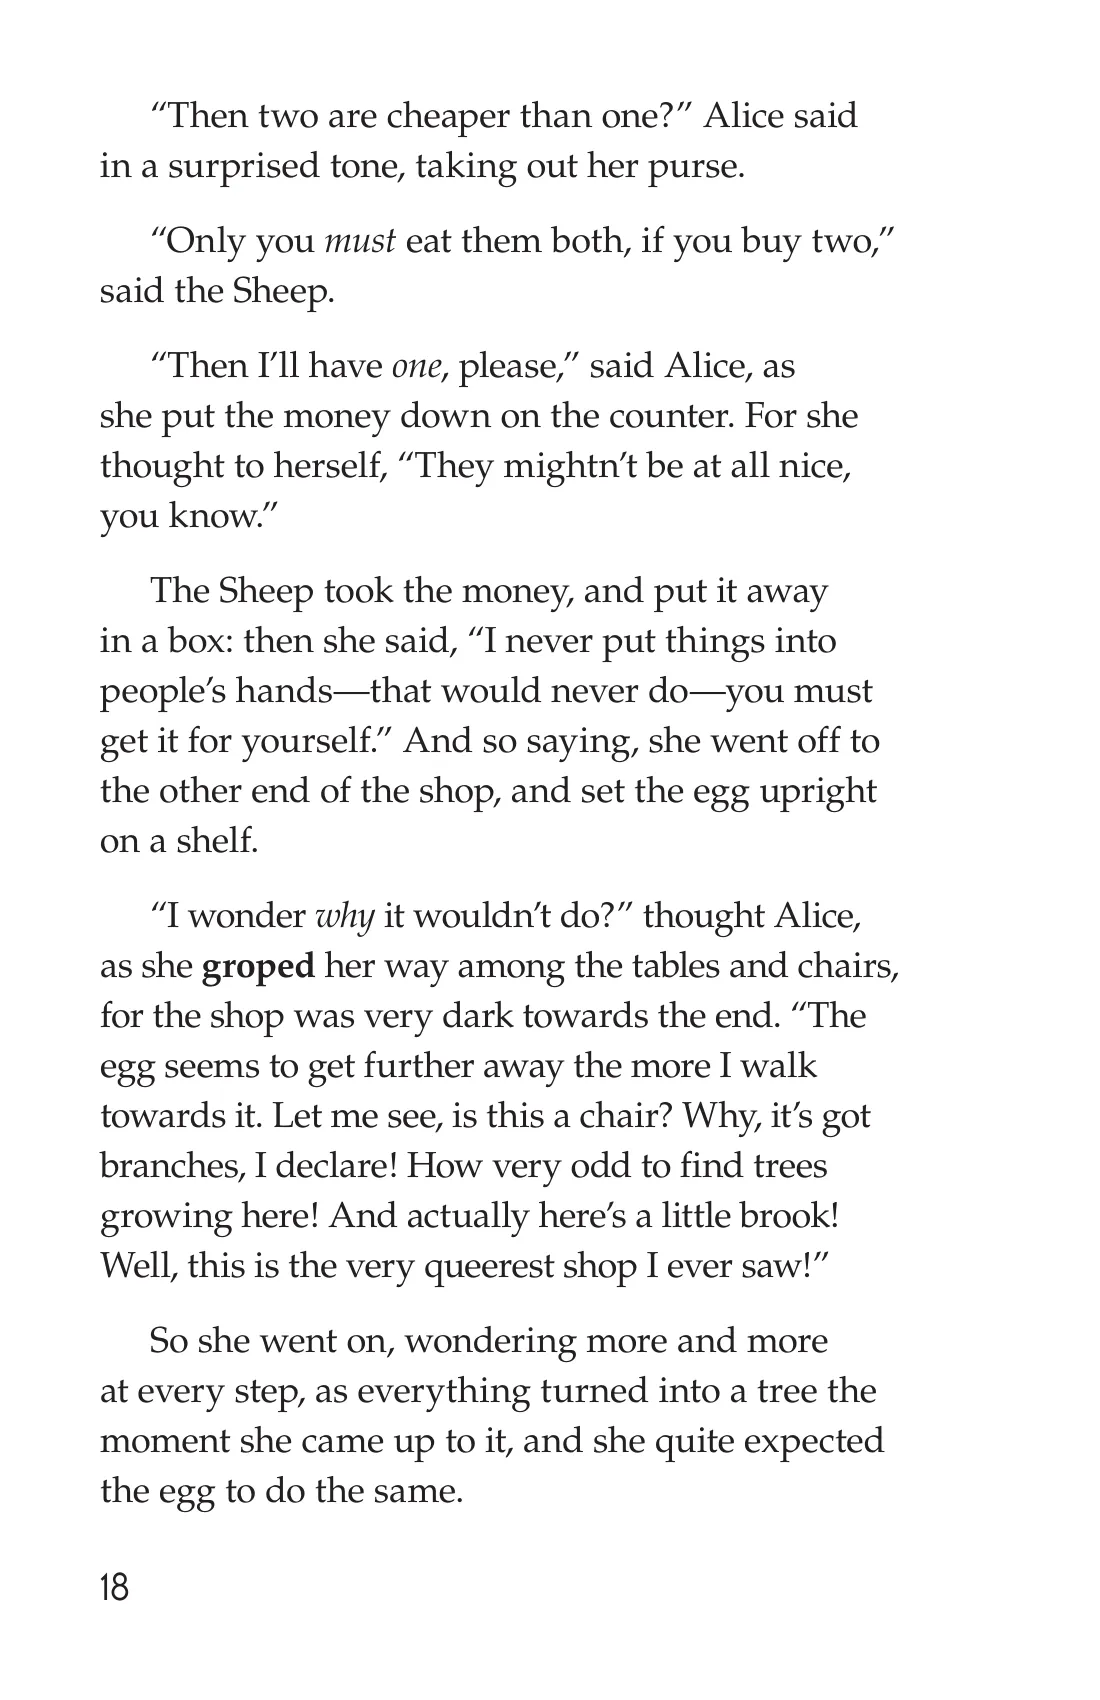 “Then two are cheaper than one?” Alice said
in a surprised tone, taking out her purse.
“Only you must eat them both, if you buy two,”
said the Sheep.
“Then I’ll have one, please,” said Alice, as
she put the money down on the counter. For she
thought to herself, “They mightn’t be at all nice,
you know.”
The Sheep took the money, and put it away
in a box: then she said, “I never put things into
people’s hands—that would never do—you must
get it for yourself.” And so saying, she went off to
the other end of the shop, and set the egg upright
on a shelf.
“I wonder why it wouldn’t do?” thought Alice,
as she groped her way among the tables and chairs,
for the shop was very dark towards the end. “The
egg seems to get further away the more I walk
towards it. Let me see, is this a chair? Why, it’s got
branches, I declare! How very odd to find trees
growing here! And actually here’s a little brook!
Well, this is the very queerest shop I ever saw!”
So she went on, wondering more and more
at every step, as everything turned into a tree the
moment she came up to it, and she quite expected
the egg to do the same.
18